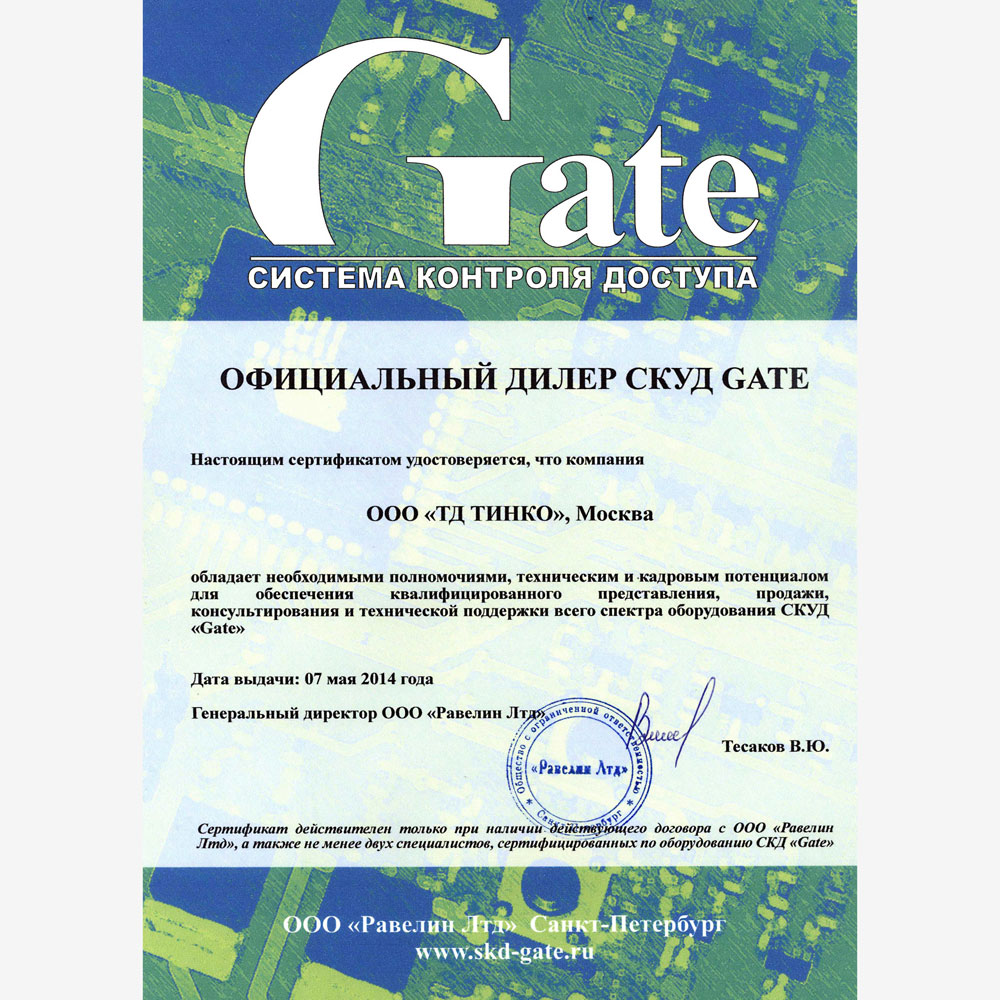 Gate
СИСТЕМА КОНТРОЛЯ ДОСТУПА
ОФИЦИАЛЬНЫЙ ДИЛЕР СКУД GATE
Настоящим сертификатом удостоверяется, что компания
ООО «ТД ТИНКО», Москва
обладает необходимыми полномочиями, техническим и кадровым потенциалом
для обеспечения квалифицированного представления, продажи,
консультирования и технической поддержки всего спектра оборудования СКУД
«Gate»
Дата выдачи: 07 мая 2014 года
Генеральный директор ООО «Равелин Лтд»
Тесаков В.Ю.
Общество с ограниченной ответственностью
«Равелин Лтд»
* Санкт-Петербург *
Сертификат действителен только при наличии действующего договора с ООО «Равелин
Лтд», а также не менее двух специалистов, сертифицированных по оборудованию СКД «Gate»
ООО «Равелин Лтд» Санкт-Петербург
www.skd-gate.ru